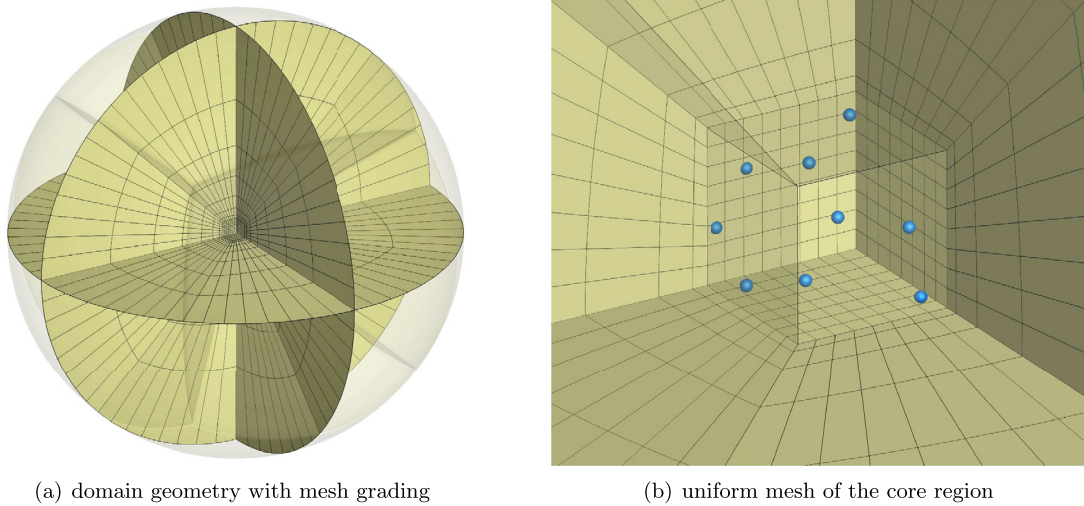 (a) domain geometry with mesh grading
(b) uniform mesh of the core region